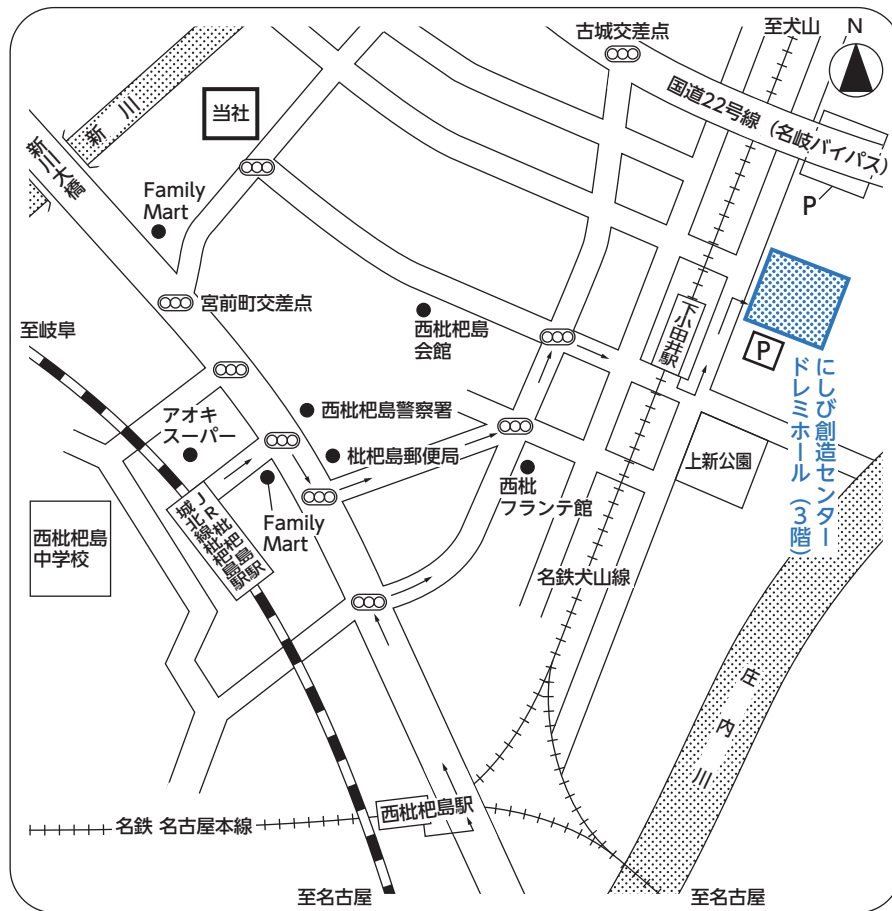 古城交差点
至犬山
N
国道22号線（名岐バイパス）
新川
当社
新川大橋
Family
Mart
P
宮前町交差点
至岐阜
西枇杷島
会館
下小田井駅
P
にしび創造センター
ドレミホール（3階）
アオキ
スーパー
西枇杷島警察署
枇杷島郵便局
上新公園
西枇
フランテ館
Family
Mart
JR枇杷島駅
城北線枇杷島駅
西枇杷島
中学校
名鉄犬山線
庄内川
西枇杷島駅
名鉄 名古屋本線
至名古屋
至名古屋